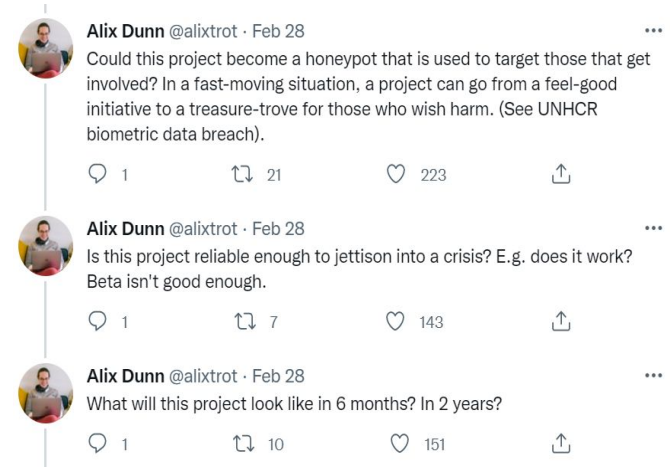 Alix Dunn @alixtrot · Feb 28
Could this project become a honeypot that is used to target those that get
involved? In a fast-moving situation, a project can go from a feel-good
initiative to a treasure-trove for those who wish harm. (See UNHCR
biometric data breach).
1 21 223
Alix Dunn @alixtrot · Feb 28
Is this project reliable enough to jettison into a crisis? E.g. does it work?
Beta isn't good enough.
1 7 143
Alix Dunn @alixtrot · Feb 28
What will this project look like in 6 months? In 2 years?
1 10 151